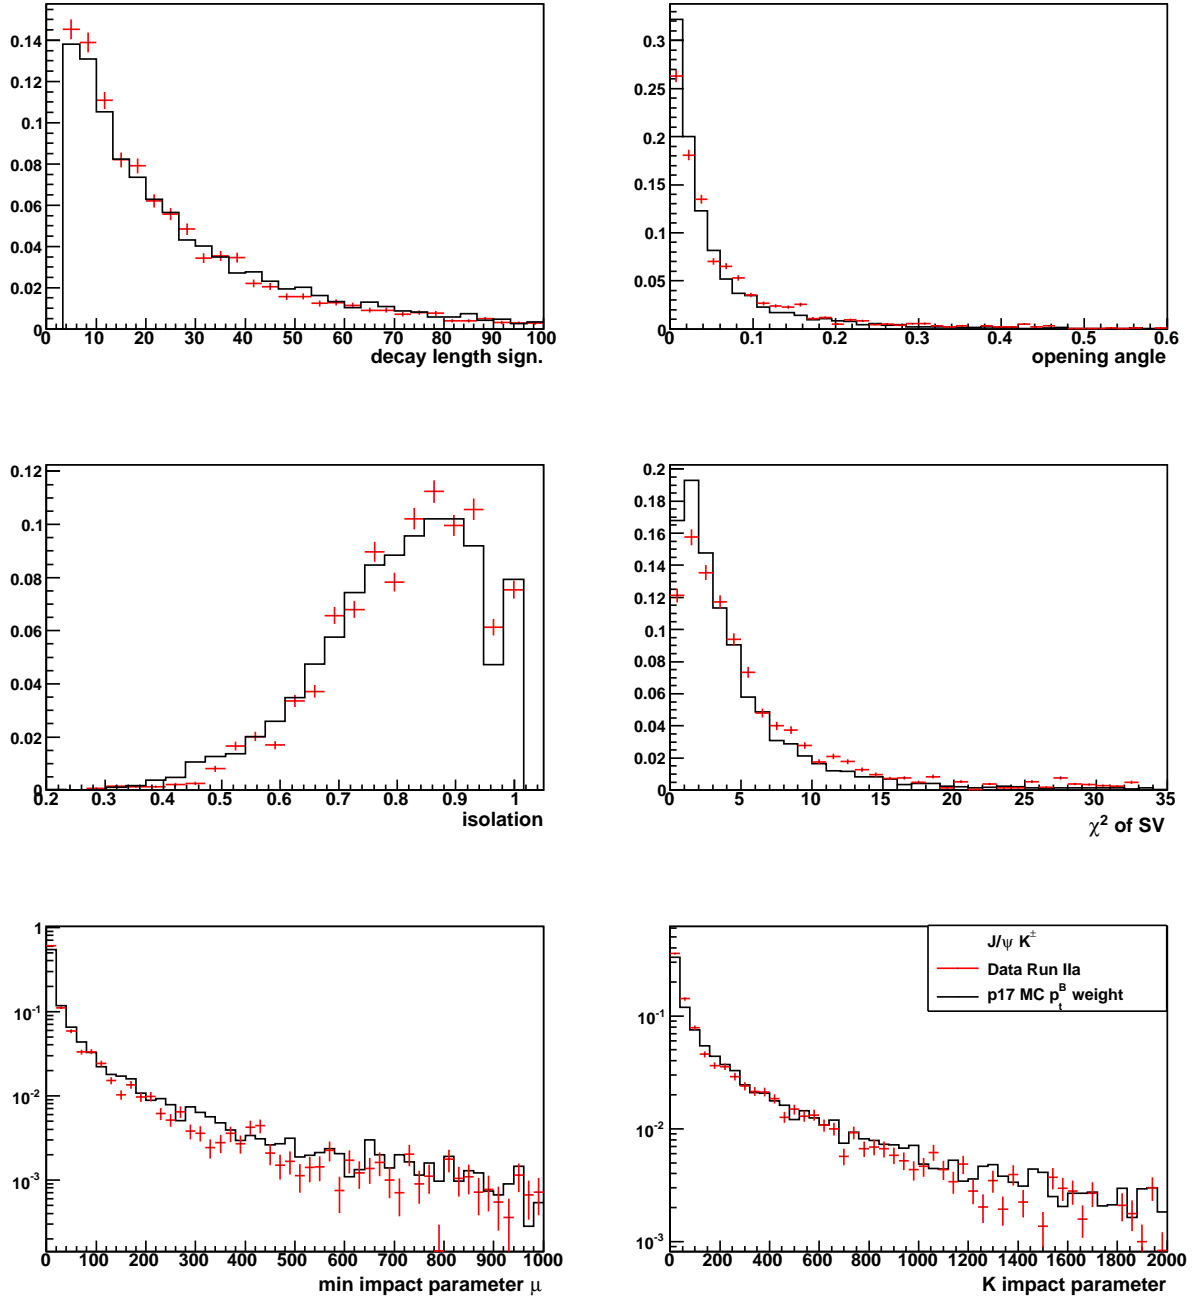 0.14
0.12
0.1
0.08
0.06
0.04
0.02
0
0 10 20 30 40 50 60 70 80 90 100
decay length sign.
0.3
0.25
0.2
0.15
0.1
0.05
0
0 0.1 0.2 0.3 0.4 0.5 0.6
opening angle
0.12
0.1
0.08
0.06
0.04
0.02
0
0.2 0.3 0.4 0.5 0.6 0.7 0.8 0.9 1
isolation
0.2
0.18
0.16
0.14
0.12
0.1
0.08
0.06
0.04
0.02
0
0 5 10 15 20 25 30 35
χ² of SV
1
10⁻¹
10⁻²
10⁻³
0 100 200 300 400 500 600 700 800 900 1000
min impact parameter μ
J/ψ K±
Data Run IIa
p17 MC p_t^B weight
10⁻¹
10⁻²
10⁻³
0 200 400 600 800 1000 1200 1400 1600 1800 2000
K impact parameter